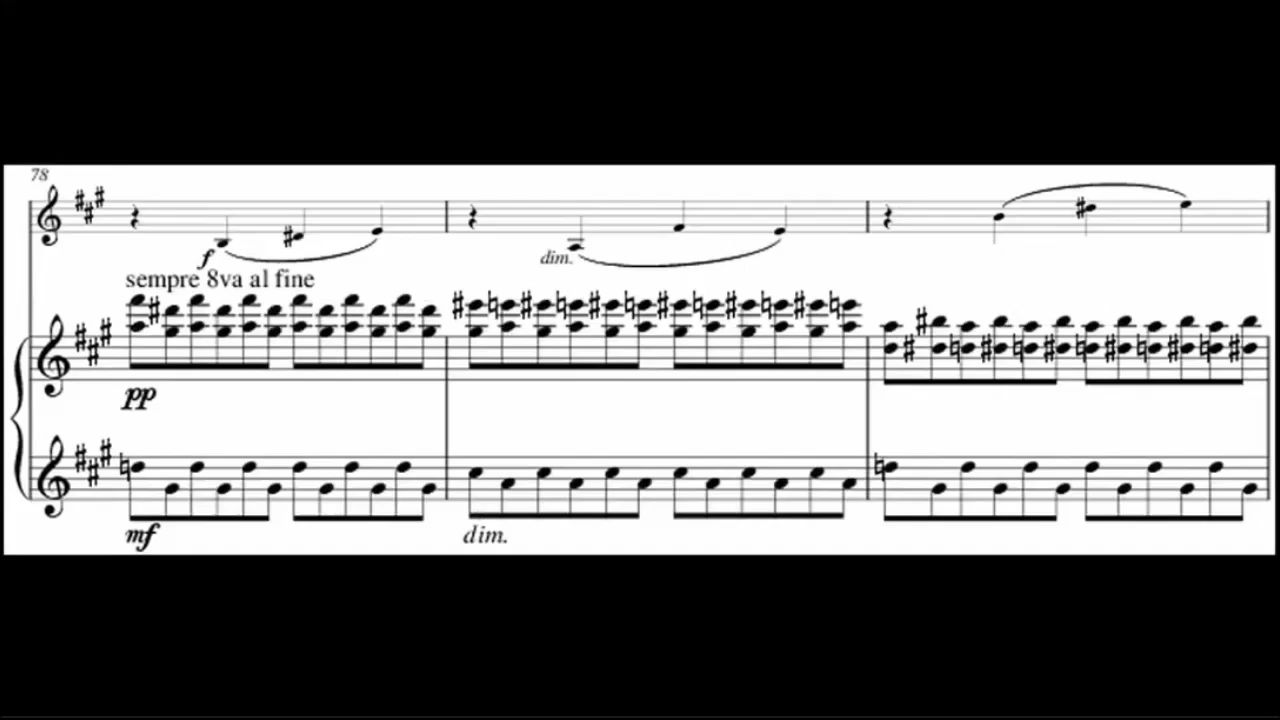 78
f
dim.
sempre 8va al fine
pp
mf
dim.